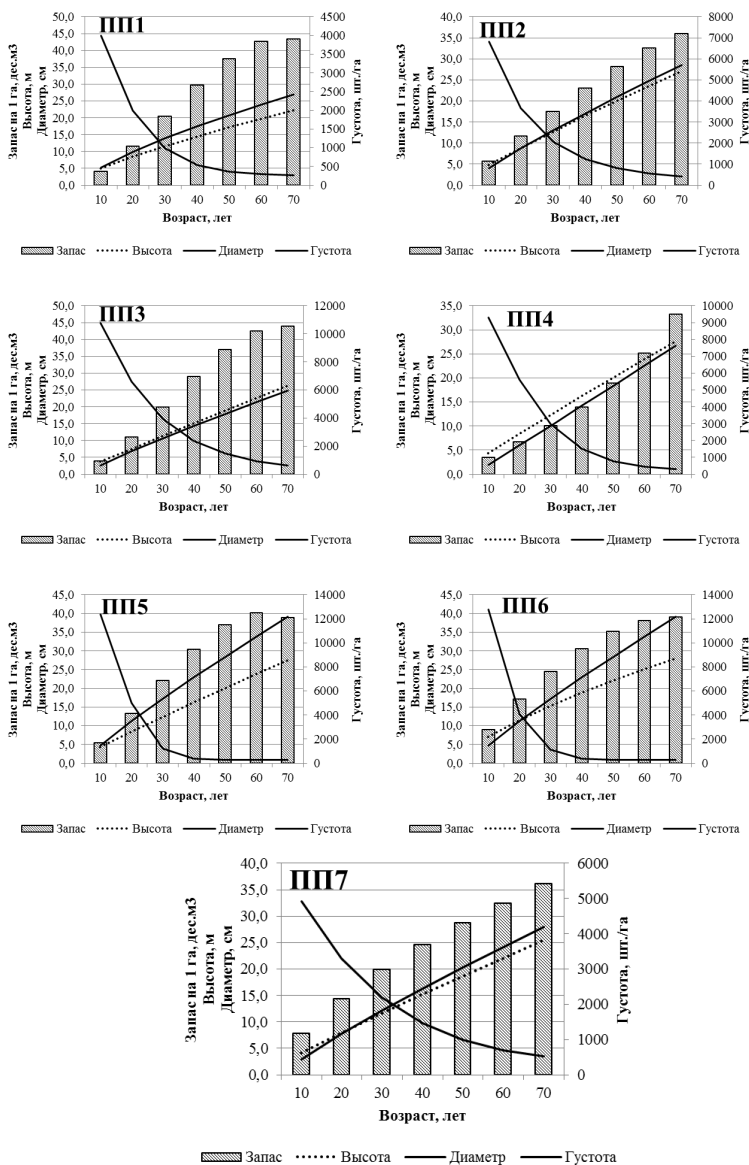 ПП1
Запас на 1 га, дес.м3
Высота, м
Диаметр, см
50,0
45,0
40,0
35,0
30,0
25,0
20,0
15,0
10,0
5,0
0,0
4500
4000
3500
3000
2500
2000
1500
1000
500
0
Густота, шт./га
10 20 30 40 50 60 70
Возраст, лет
Запас Высота Диаметр Густота
ПП2
Запас на 1 га, дес.м3
Высота, м
Диаметр, см
40,0
35,0
30,0
25,0
20,0
15,0
10,0
5,0
0,0
8000
7000
6000
5000
4000
3000
2000
1000
0
Густота, шт./га
10 20 30 40 50 60 70
Возраст, лет
Запас Высота Диаметр Густота
ПП3
Запас на 1 га, дес.м3
Высота, м
Диаметр, см
50,0
45,0
40,0
35,0
30,0
25,0
20,0
15,0
10,0
5,0
0,0
12000
10000
8000
6000
4000
2000
0
Густота, шт./га
10 20 30 40 50 60 70
Возраст, лет
Запас Высота Диаметр Густота
ПП4
Запас на 1 га, дес.м3
Высота, м
Диаметр, см
35,0
30,0
25,0
20,0
15,0
10,0
5,0
0,0
10000
9000
8000
7000
6000
5000
4000
3000
2000
1000
0
Густота, шт./га
10 20 30 40 50 60 70
Возраст, лет
Запас Высота Диаметр Густота
ПП5
Запас на 1 га, дес.м3
Высота, м
Диаметр, см
45,0
40,0
35,0
30,0
25,0
20,0
15,0
10,0
5,0
0,0
14000
12000
10000
8000
6000
4000
2000
0
Густота, шт./га
10 20 30 40 50 60 70
Возраст, лет
Запас Высота Диаметр Густота
ПП6
Запас на 1 га, дес.м3
Высота, м
Диаметр, см
45,0
40,0
35,0
30,0
25,0
20,0
15,0
10,0
5,0
0,0
14000
12000
10000
8000
6000
4000
2000
0
Густота, шт./га
10 20 30 40 50 60 70
Возраст, лет
Запас Высота Диаметр Густота
ПП7
Запас на 1 га, дес.м3
Высота, м
Диаметр, см
40,0
35,0
30,0
25,0
20,0
15,0
10,0
5,0
0,0
6000
5000
4000
3000
2000
1000
0
Густота, шт./га
10 20 30 40 50 60 70
Возраст, лет
Запас Высота Диаметр Густота